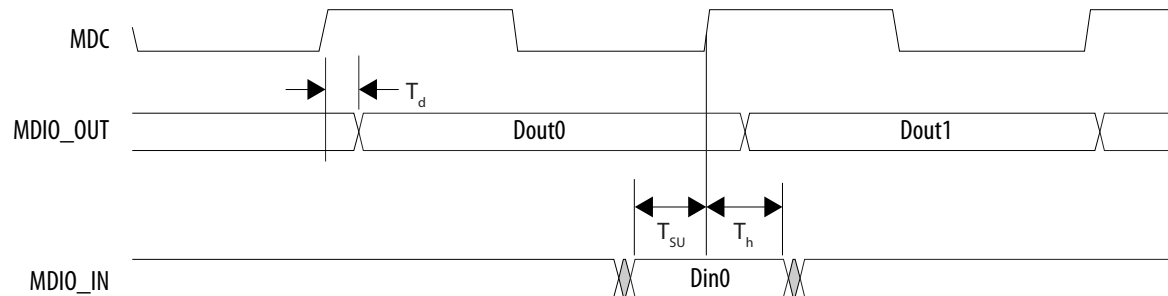 MDC
T_d
MDIO_OUT
Dout0
Dout1
T_SU
T_h
MDIO_IN
Din0